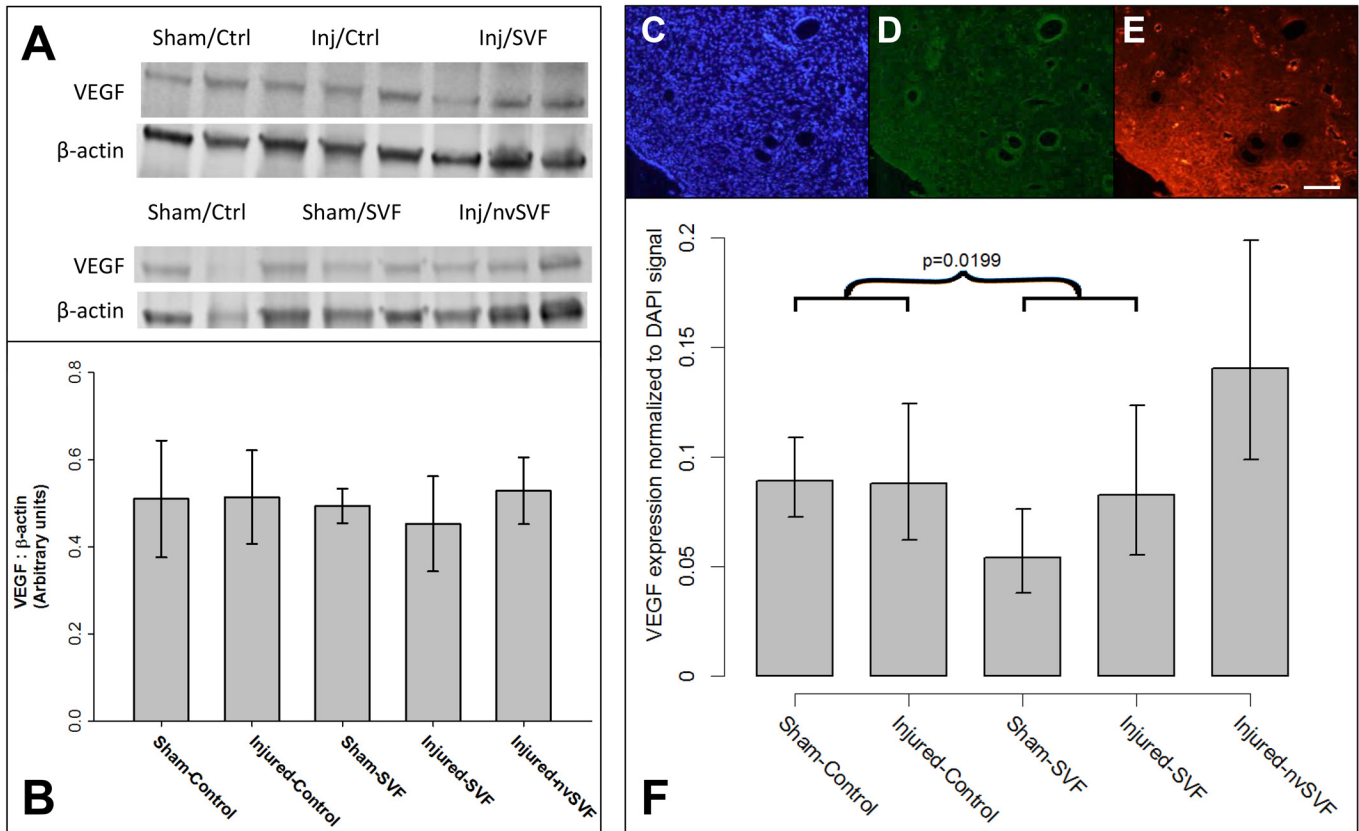 A
Sham/Ctrl Inj/Ctrl Inj/SVF
VEGF
β-actin
Sham/Ctrl Sham/SVF Inj/nvSVF
VEGF
β-actin
VEGF : β-actin
(Arbitrary units)
0.8
0.6
0.4
0.2
0.0
Sham-Control
Injured-Control
Sham-SVF
Injured-SVF
Injured-nvSVF
B
C D E
VEGF expression normalized to DAPI signal
0.2
0.15
0.1
0.05
0
p=0.0199
Sham-Control
Injured-Control
Sham-SVF
Injured-SVF
Injured-nvSVF
F